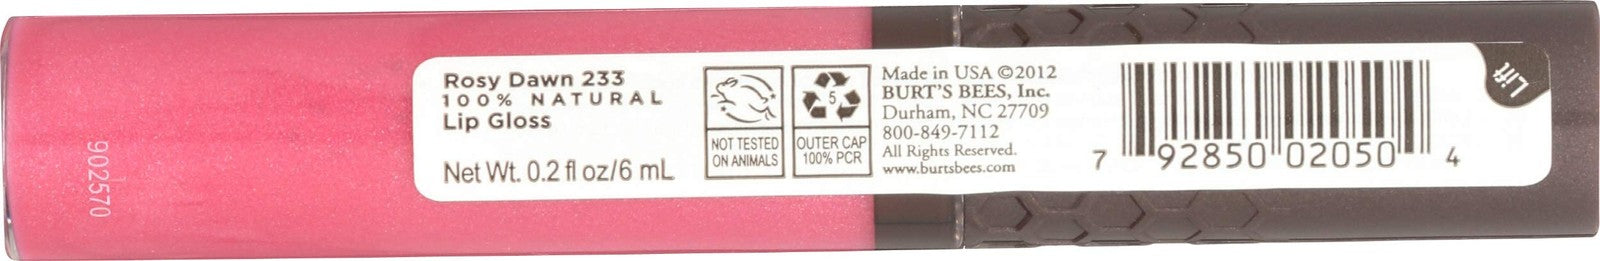 Rosy Dawn 233
100% NATURAL
Lip Gloss
Net Wt. 0.2 fl oz/6 mL
NOT TESTED
ON ANIMALS
5
OUTER CAP
100% PCR
Made in USA ©2012
BURT'S BEES, Inc.
Durham, NC 27709
800-849-7112
All Rights Reserved.
www.burtsbees.com
7 92850 02050 4
Lift
902570